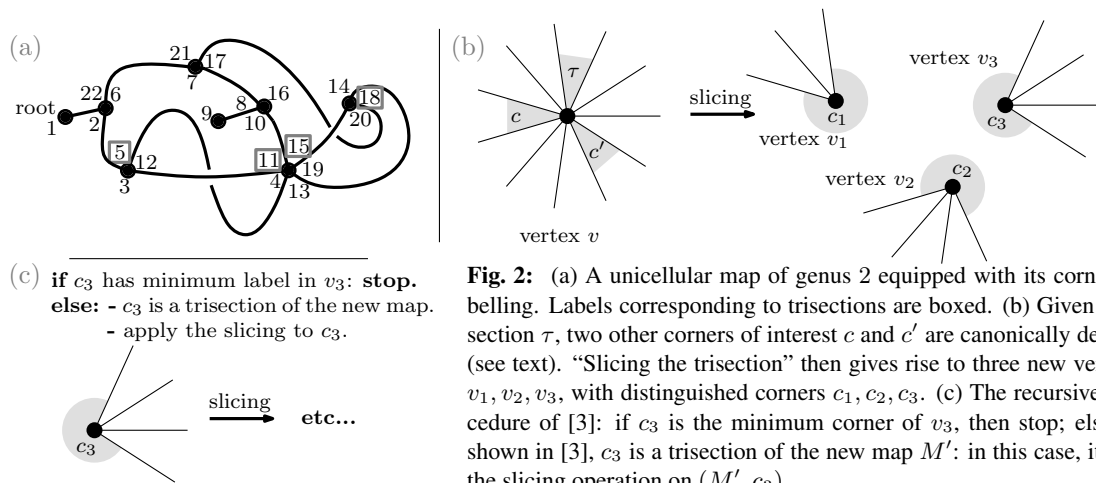 (a)
21 17
7
14 18
20
22 6
2
root
1
16
8
10
9
5 12
3
15
11
19
4
13
(b)
τ
c
c′
vertex v
slicing
c1
vertex v1
vertex v3
c3
c2
vertex v2
(c) if c3 has minimum label in v3: stop.
else: - c3 is a trisection of the new map.
- apply the slicing to c3.
c3
slicing
etc...
Fig. 2: (a) A unicellular map of genus 2 equipped with its corn
belling. Labels corresponding to trisections are boxed. (b) Given
section τ, two other corners of interest c and c′ are canonically de
(see text). “Slicing the trisection” then gives rise to three new ve
v1, v2, v3, with distinguished corners c1, c2, c3. (c) The recursive
cedure of [3]: if c3 is the minimum corner of v3, then stop; els
shown in [3], c3 is a trisection of the new map M′: in this case, it
the slicing operation on (M′, c3)